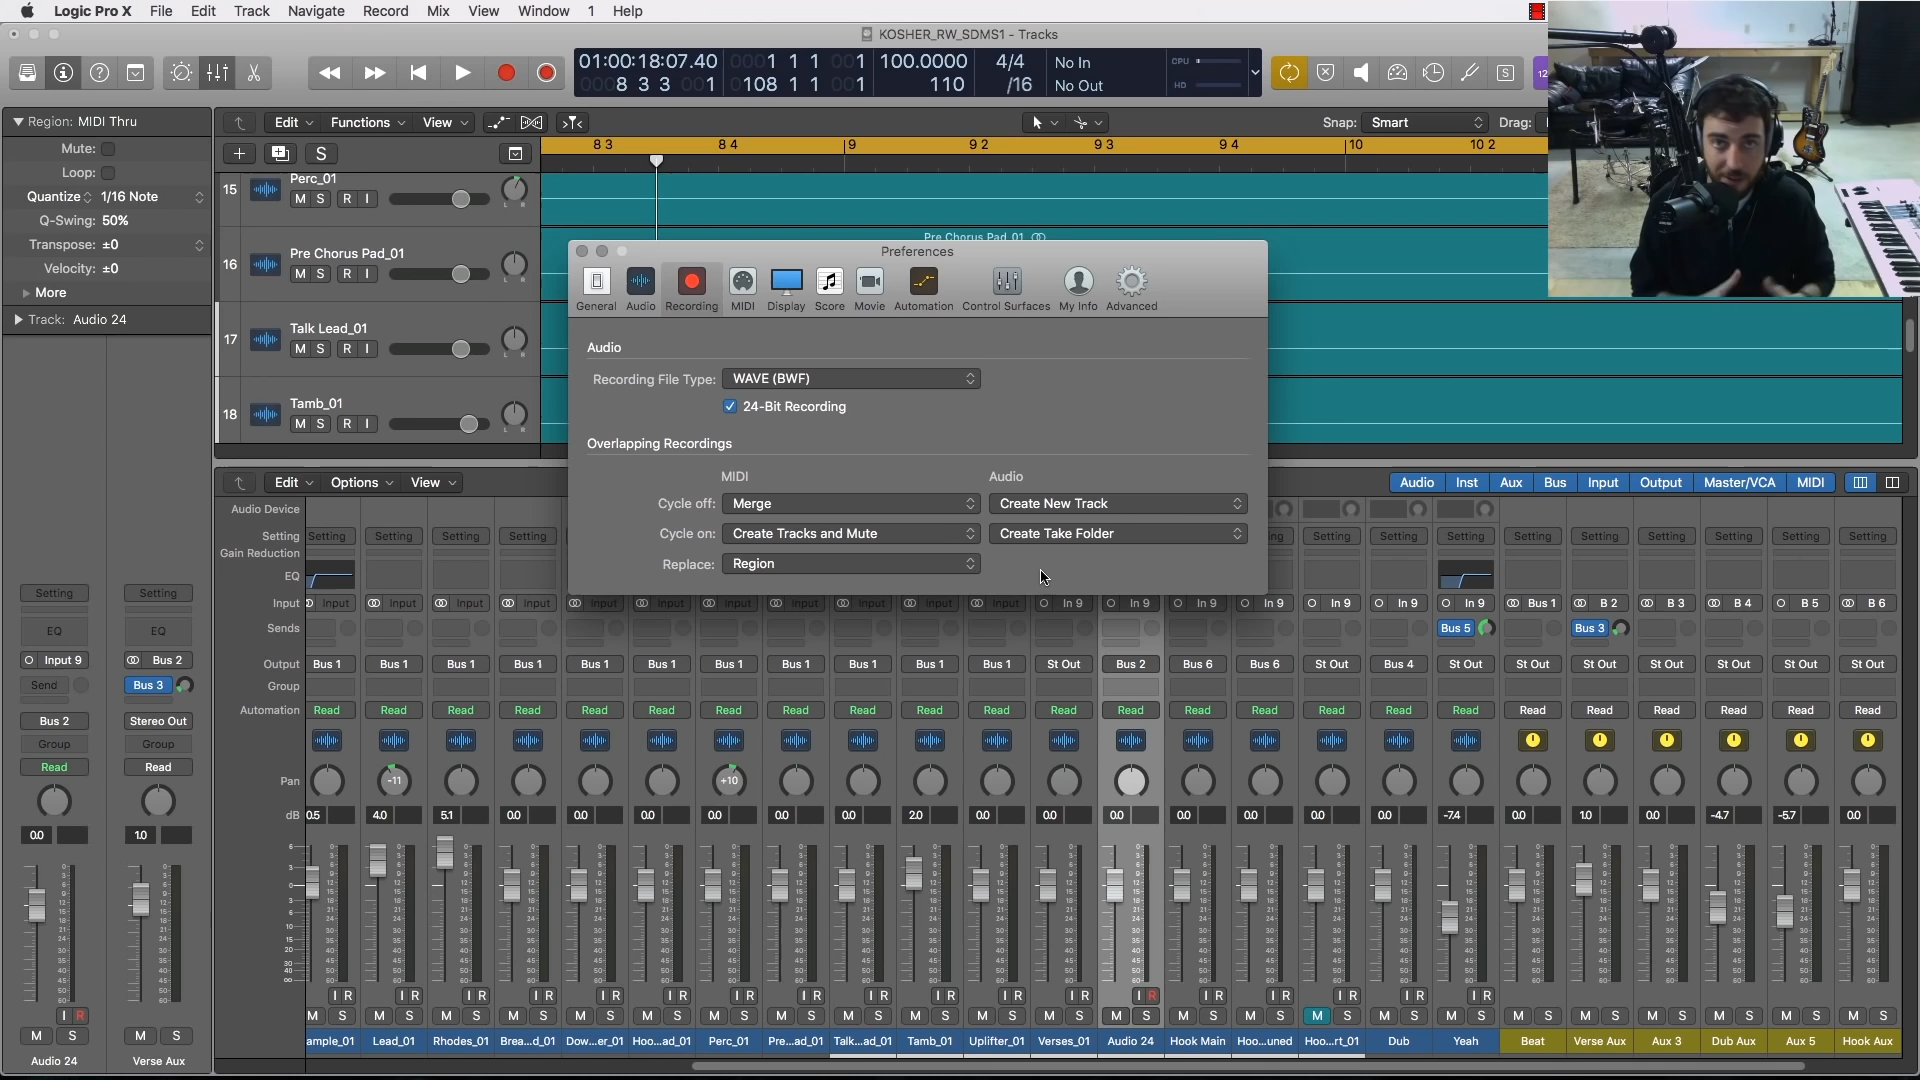 Logic Pro X File Edit Track Navigate Record Mix View Window 1 Help
KOSHER_RW_SDMS1 - Tracks
01:00:18:07.40 0001 1 1 001 100.0000 4/4 No In CPU
0008 3 3 001 0108 1 1 001 110 /16 No Out HD
S
12
Region: MIDI Thru
Mute:
Loop:
Quantize 1/16 Note
Q-Swing: 50%
Transpose: ±0
Velocity: ±0
More
Track: Audio 24
Edit Functions View Snap: Smart Drag:
S
8 3 8 4 9 9 2 9 3 9 4 10 10 2
15 Perc_01
M S R I L R
16 Pre Chorus Pad_01
M S R I L R
17 Talk Lead_01
M S R I L R
18 Tamb_01
M S R I L R
Pre Chorus Pad_01
Preferences
General Audio Recording MIDI Display Score Movie Automation Control Surfaces My Info Advanced
Audio
Recording File Type: WAVE (BWF)
24-Bit Recording
Overlapping Recordings
MIDI Audio
Cycle off: Merge Create New Track
Cycle on: Create Tracks and Mute Create Take Folder
Replace: Region
Edit Options View Audio Inst Aux Bus Input Output Master/VCA MIDI
Audio Device
Setting Setting Setting Setting Setting Setting Setting Setting Setting Setting Setting Setting Setting
Gain Reduction
EQ
Input Input Input Input Input Input Input Input Input Input Input Input In 9 In 9 In 9 In 9 In 9 In 9 In 9 Bus 1 B 2 B 3 B 4 B 5 B 6
Sends Bus 5 Bus 3
Output Bus 1 Bus 1 Bus 1 Bus 1 Bus 1 Bus 1 Bus 1 Bus 1 Bus 1 Bus 1 Bus 1 St Out Bus 2 Bus 6 Bus 6 St Out Bus 4 St Out St Out St Out St Out St Out St Out St Out
Group
Automation Read Read Read Read Read Read Read Read Read Read Read Read Read Read Read Read Read Read Read Read Read Read Read Read
Pan -11 +10
dB 0.5 4.0 5.1 0.0 0.0 0.0 0.0 0.0 0.0 2.0 0.0 0.0 0.0 0.0 0.0 0.0 0.0 -7.4 0.0 1.0 0.0 -4.7 -5.7 0.0
I R I R I R I R I R I R I R I R I R I R I R I R I R I R I R I R I R I R
M S M S M S M S M S M S M S M S M S M S M S M S M S M S M S M S M S M S M S M S M S M S M S M S
ample_01 Lead_01 Rhodes_01 Brea...d_01 Dow...er_01 Hoo...ad_01 Perc_01 Pre...ad_01 Talk...ad_01 Tamb_01 Uplifter_01 Verses_01 Audio 24 Hook Main Hoo...uned Hoo...rt_01 Dub Yeah Beat Verse Aux Aux 3 Dub Aux Aux 5 Hook Aux
Setting Setting
EQ EQ
Input 9 Bus 2
Send Bus 3
Bus 2 Stereo Out
Group Group
Read Read
0.0 1.0
I R
M S M S
Audio 24 Verse Aux